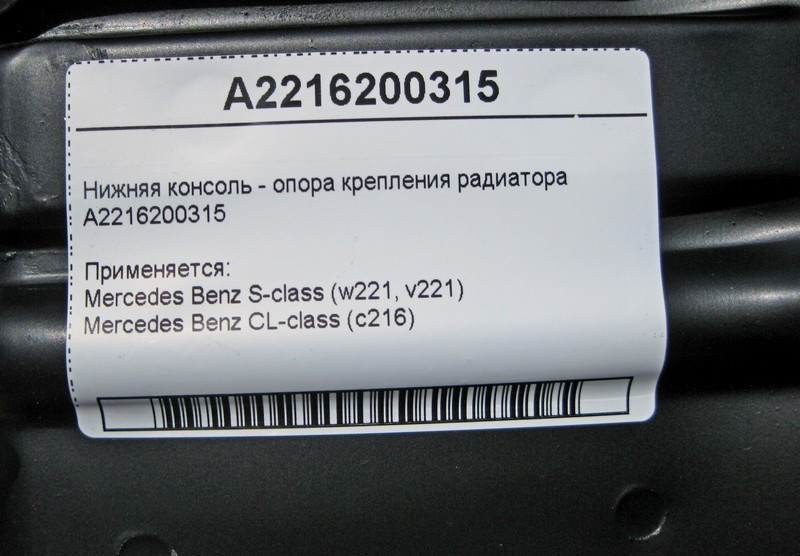 A2216200315
Нижняя консоль - опора крепления радиатора
A2216200315
Применяется:
Mercedes Benz S-class (w221, v221)
Mercedes Benz CL-class (c216)